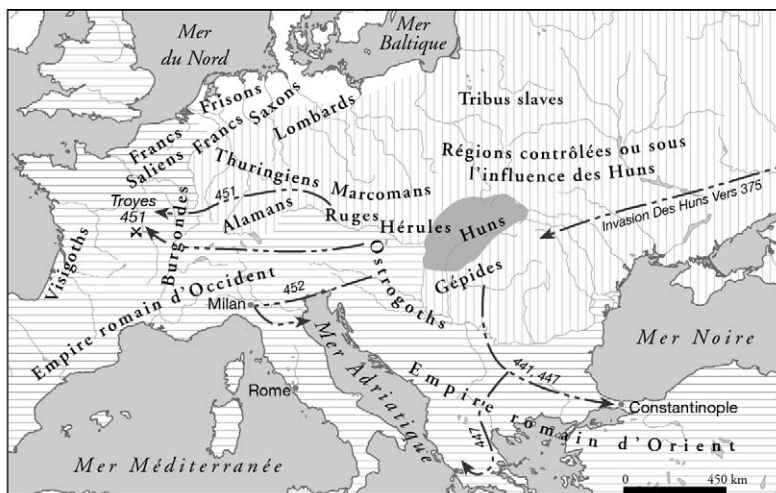 Mer
du Nord
Mer
Baltique
Frisons
Francs
Saliens
Francs
Saxons
Lombards
Tribus slaves
Régions contrôlées ou sous
l'influence des Huns
Thuringiens
Marcomans
451
Troyes
451
Alamans
Ruges
Hérules
Huns
Invasion Des Huns Vers 375
Burgondes
Visigoths
Ostrogoths
Gépides
Empire romain d'Occident
452
Milan
Mer Noire
Mer Adriatique
441, 447
Rome
Empire romain d'Orient
Constantinople
447
Mer Méditerranée
0
450 km